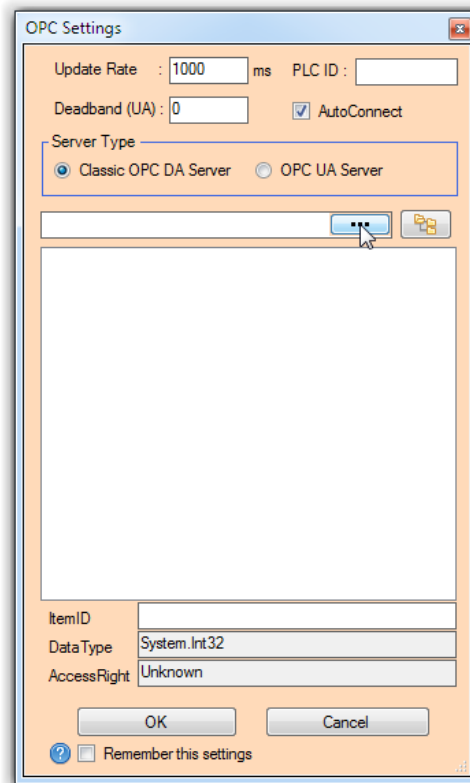 OPC Settings
Update Rate : 1000 ms PLC ID :
Deadband (UA) : 0 AutoConnect
Server Type
Classic OPC DA Server OPC UA Server
...
ItemID
DataType System.Int32
AccessRight Unknown
OK Cancel
? Remember this settings